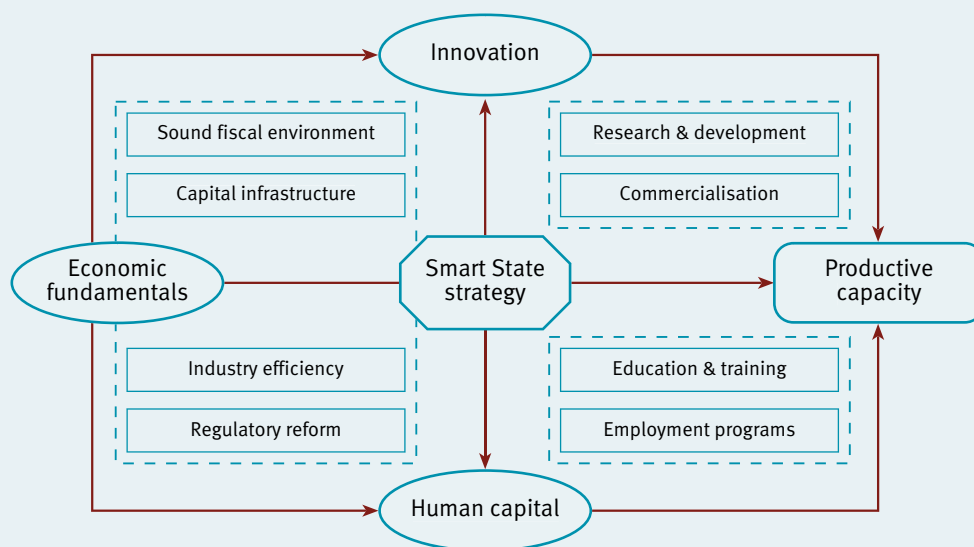 Innovation
Sound fiscal environment
Research & development
Capital infrastructure
Commercialisation
Economic
fundamentals
Smart State
strategy
Productive
capacity
Industry efficiency
Education & training
Regulatory reform
Employment programs
Human capital